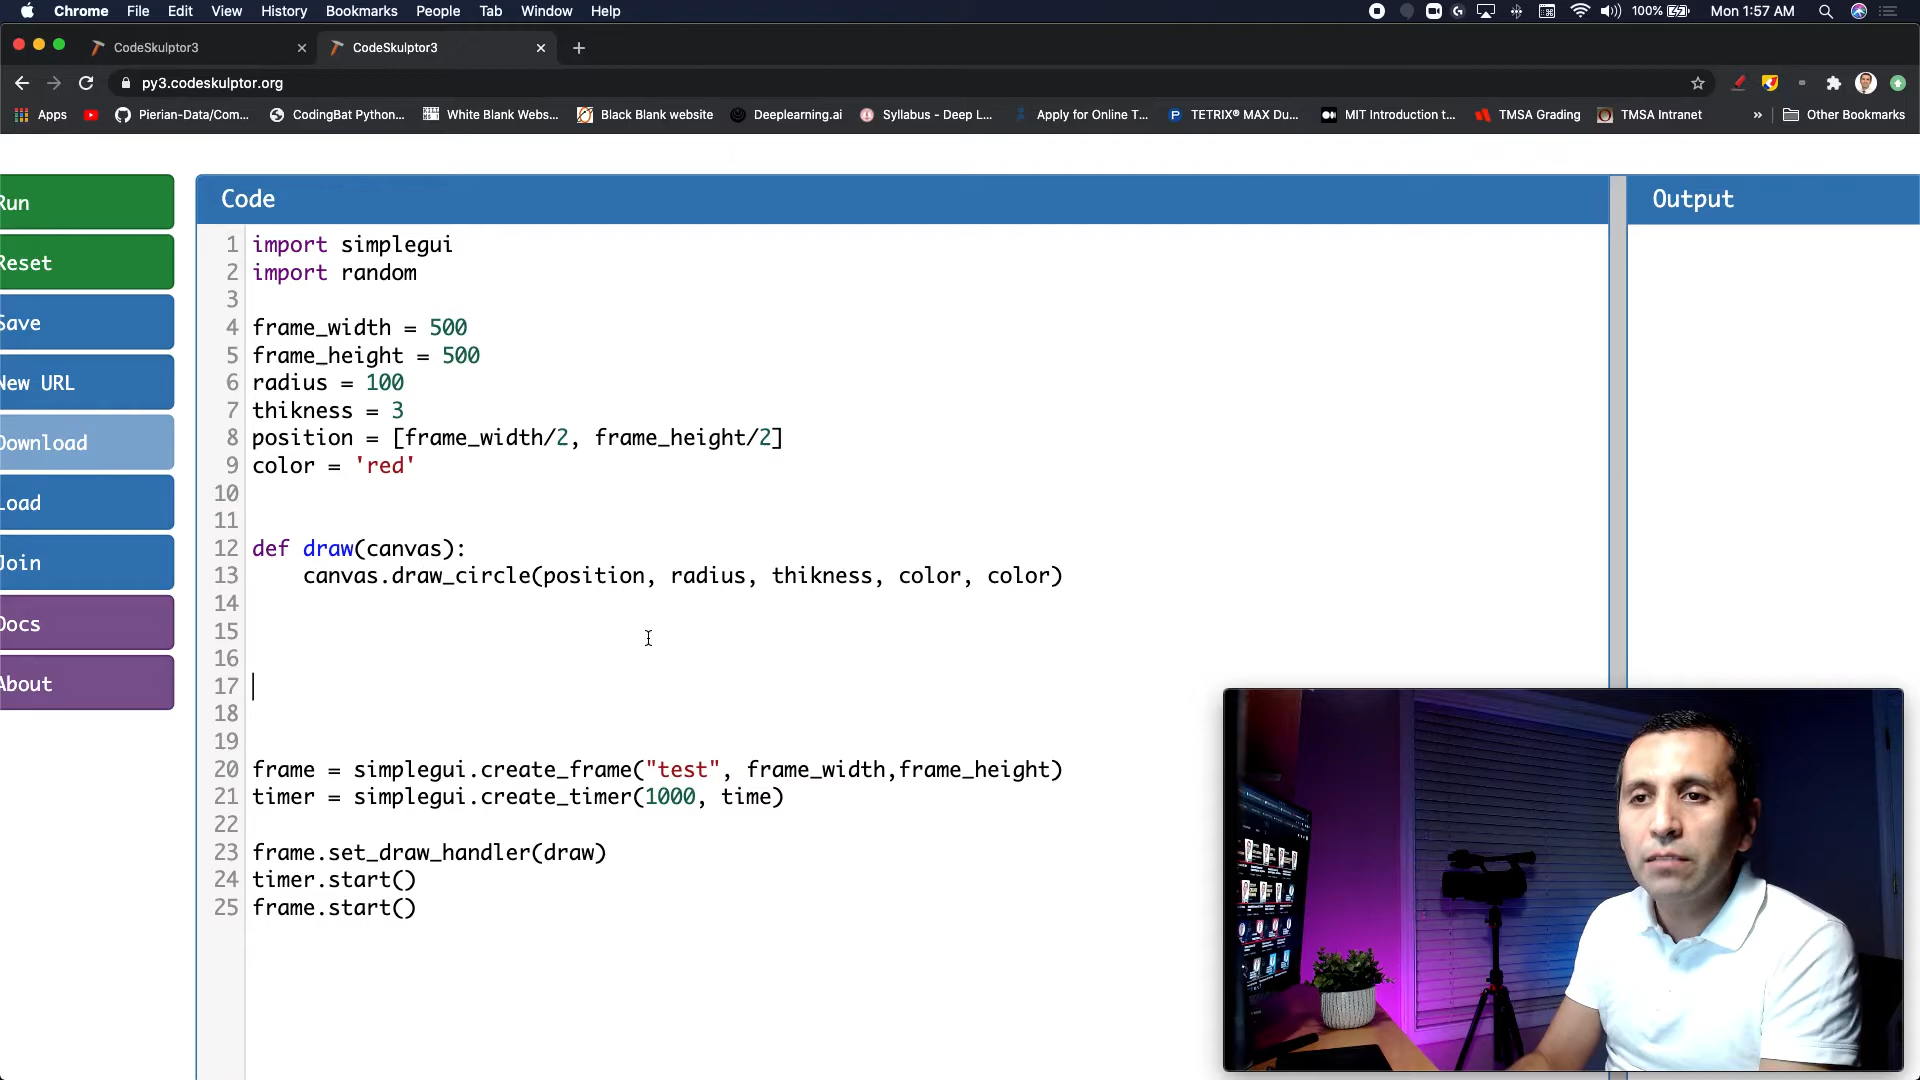 Chrome File Edit View History Bookmarks People Tab Window Help 100% Mon 1:57 AM
CodeSkulptor3 CodeSkulptor3
py3.codeskulptor.org
Apps Pierian-Data/Com... CodingBat Python... White Blank Webs... Black Blank website Deeplearning.ai Syllabus - Deep L... Apply for Online T... TETRIX® MAX Du... MIT Introduction t... TMSA Grading TMSA Intranet » Other Bookmarks
Run
Reset
Save
New URL
Download
Load
Join
Docs
About
Code
1 import simplegui
2 import random
3
4 frame_width = 500
5 frame_height = 500
6 radius = 100
7 thikness = 3
8 position = [frame_width/2, frame_height/2]
9 color = 'red'
10
11
12 def draw(canvas):
13 canvas.draw_circle(position, radius, thikness, color, color)
14
15
16
17
18
19
20 frame = simplegui.create_frame("test", frame_width,frame_height)
21 timer = simplegui.create_timer(1000, time)
22
23 frame.set_draw_handler(draw)
24 timer.start()
25 frame.start()
Output